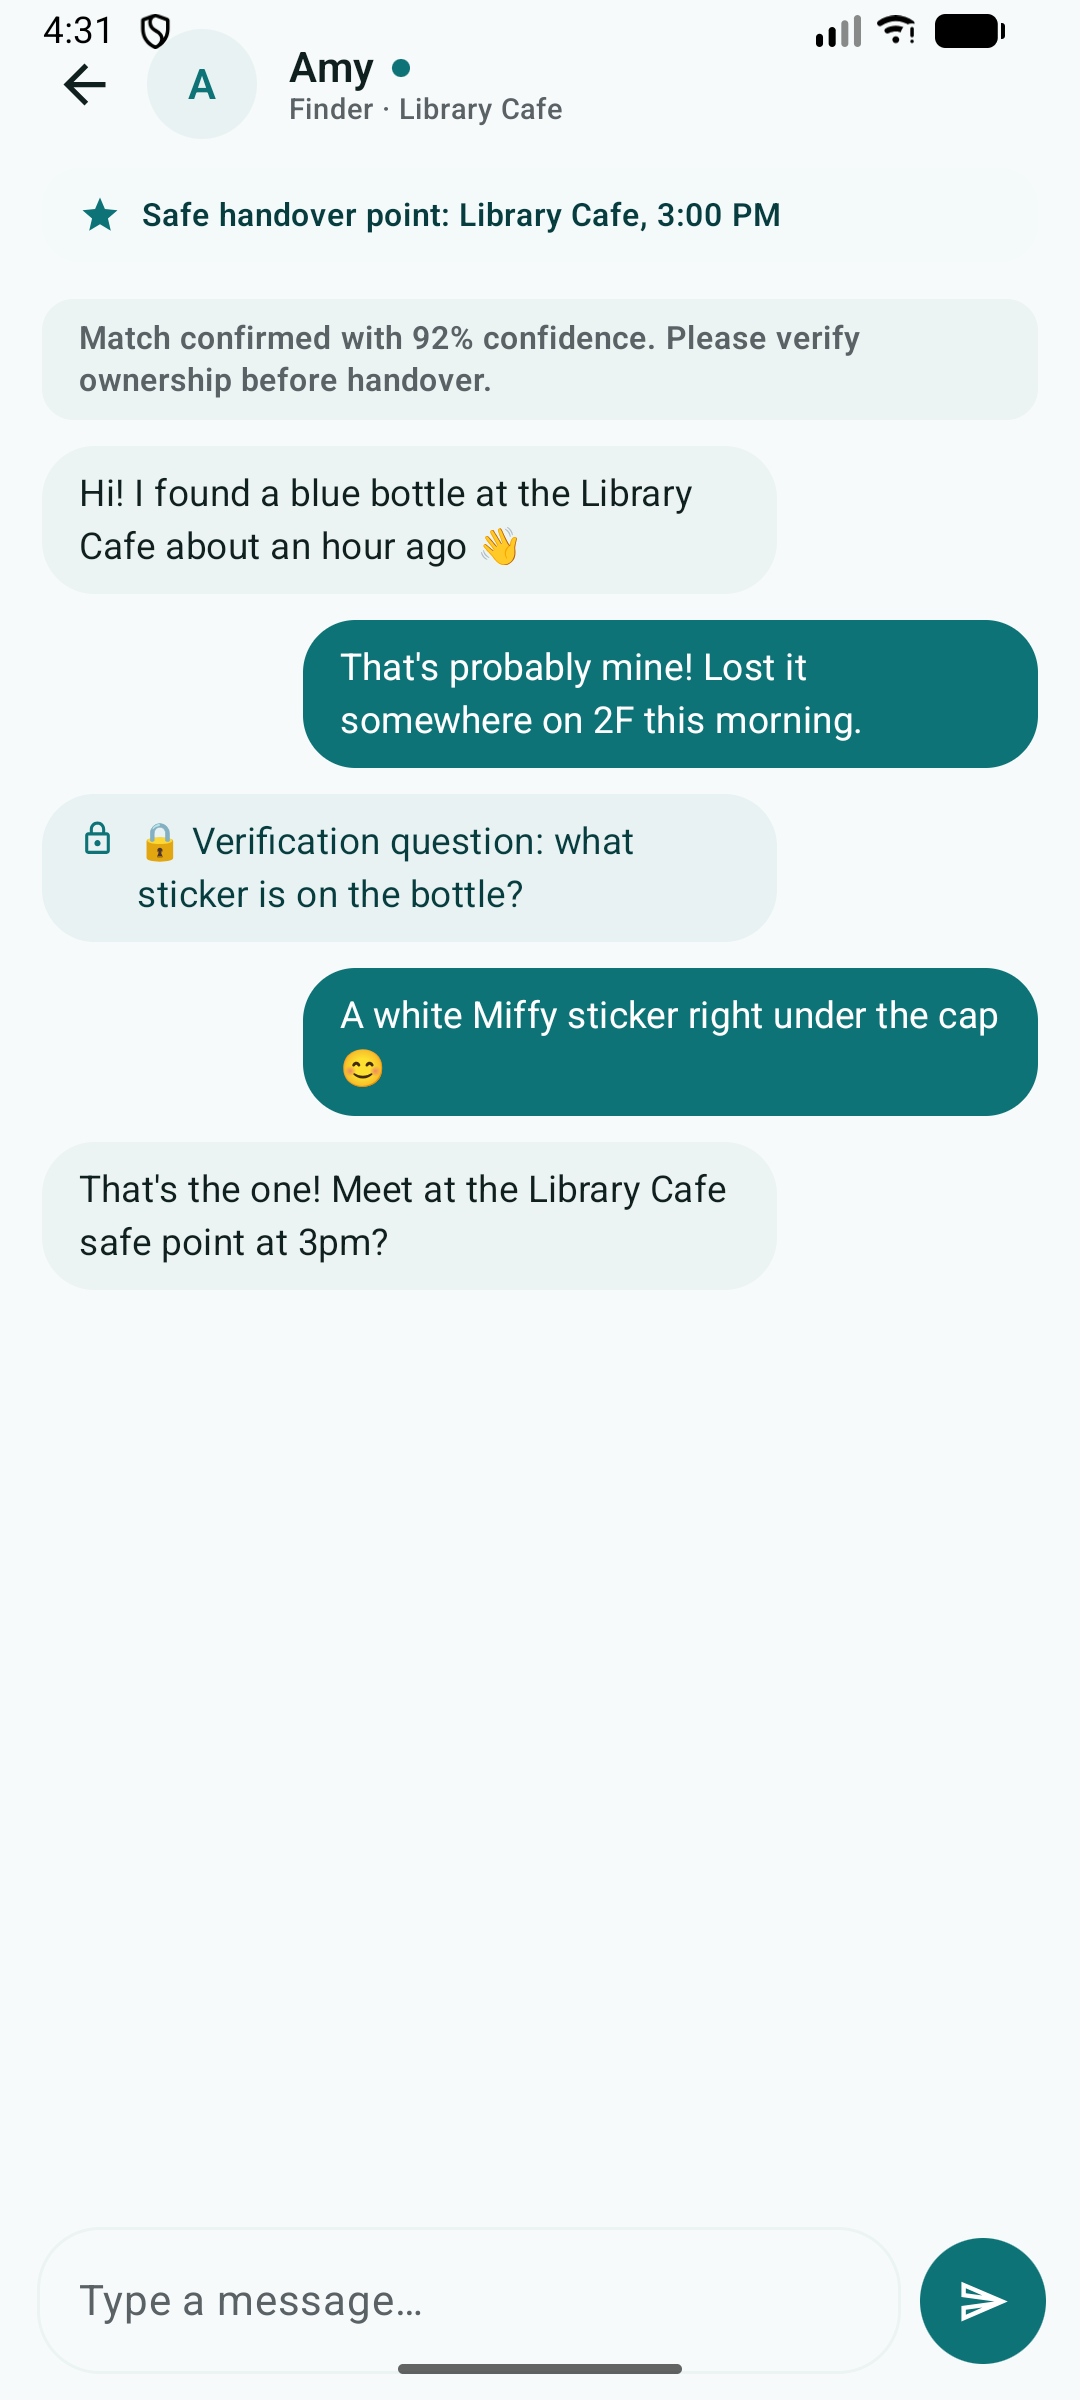 4:31
A
Amy
Finder · Library Cafe
Safe handover point: Library Cafe, 3:00 PM
Match confirmed with 92% confidence. Please verify
ownership before handover.
Hi! I found a blue bottle at the Library
Cafe about an hour ago 👋
That's probably mine! Lost it
somewhere on 2F this morning.
🔒 Verification question: what
sticker is on the bottle?
A white Miffy sticker right under the cap
😊
That's the one! Meet at the Library Cafe
safe point at 3pm?
Type a message…